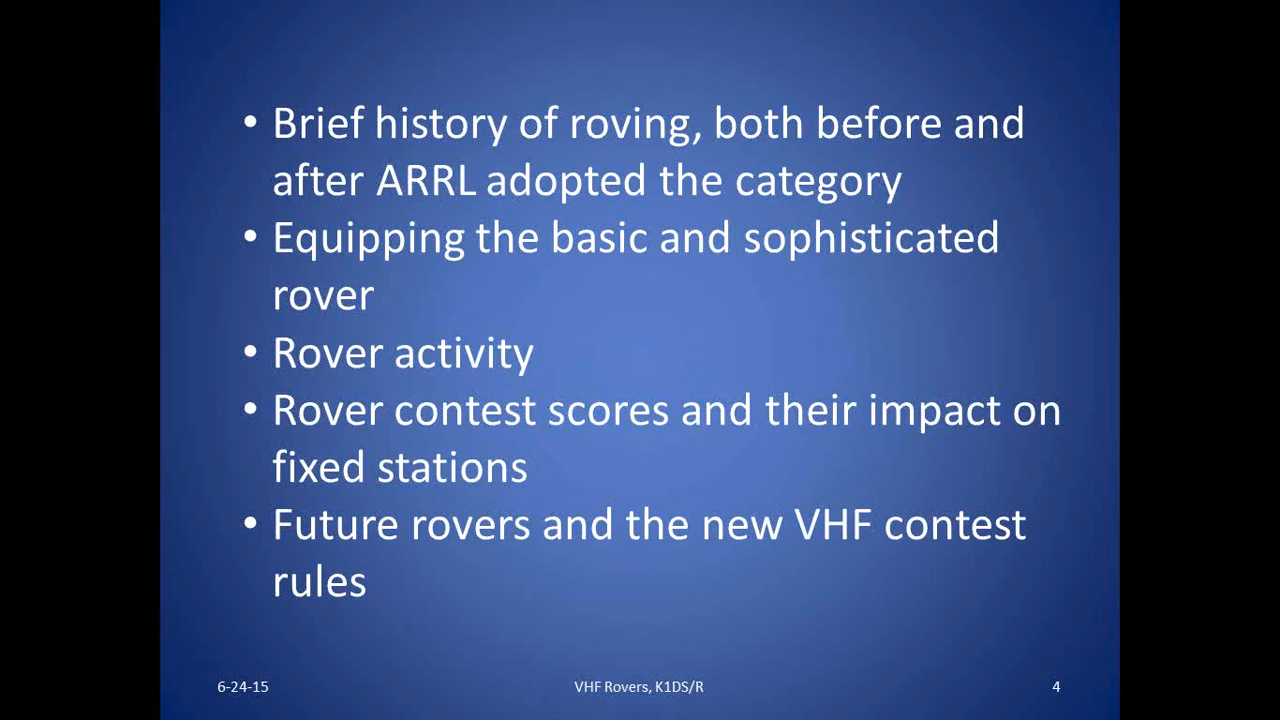 • Brief history of roving, both before and
after ARRL adopted the category
• Equipping the basic and sophisticated
rover
• Rover activity
• Rover contest scores and their impact on
fixed stations
• Future rovers and the new VHF contest
rules
6-24-15 VHF Rovers, K1DS/R 4